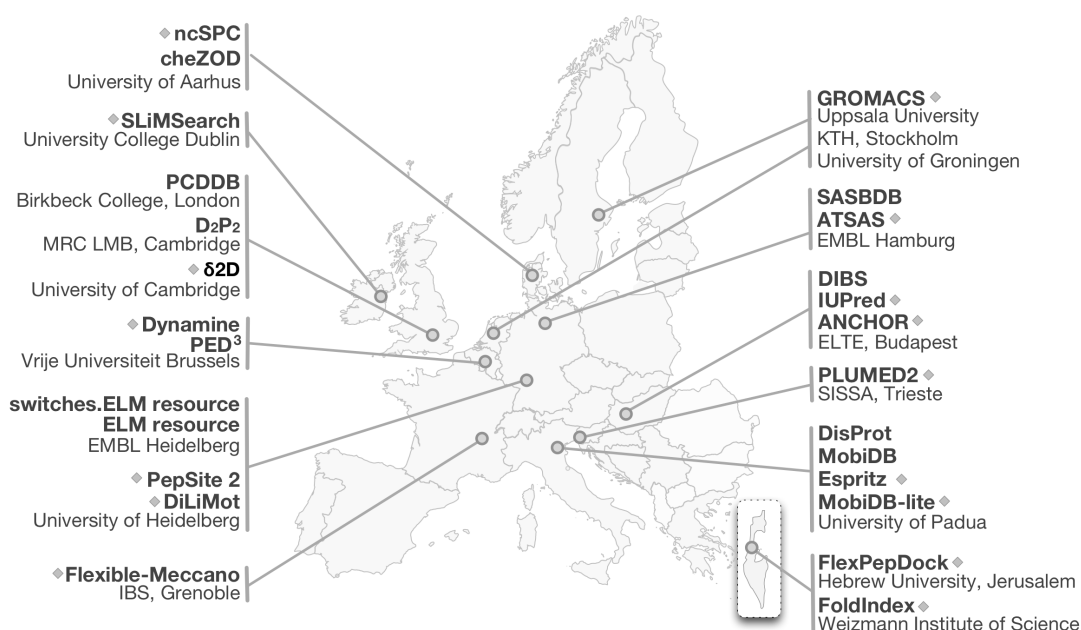 ncSPC
cheZOD
University of Aarhus
SLiMSearch
University College Dublin
PCDDB
Birkbeck College, London
D2P2
MRC LMB, Cambridge
δ2D
University of Cambridge
Dynamine
PED³
Vrije Universiteit Brussels
switches.ELM resource
ELM resource
EMBL Heidelberg
PepSite 2
DiLiMot
University of Heidelberg
Flexible-Meccano
IBS, Grenoble
GROMACS
Uppsala University
KTH, Stockholm
University of Groningen
SASBDB
ATSAS
EMBL Hamburg
DIBS
IUPred
ANCHOR
ELTE, Budapest
PLUMED2
SISSA, Trieste
DisProt
MobiDB
Espritz
MobiDB-lite
University of Padua
FlexPepDock
Hebrew University, Jerusalem
FoldIndex
Weizmann Institute of Science